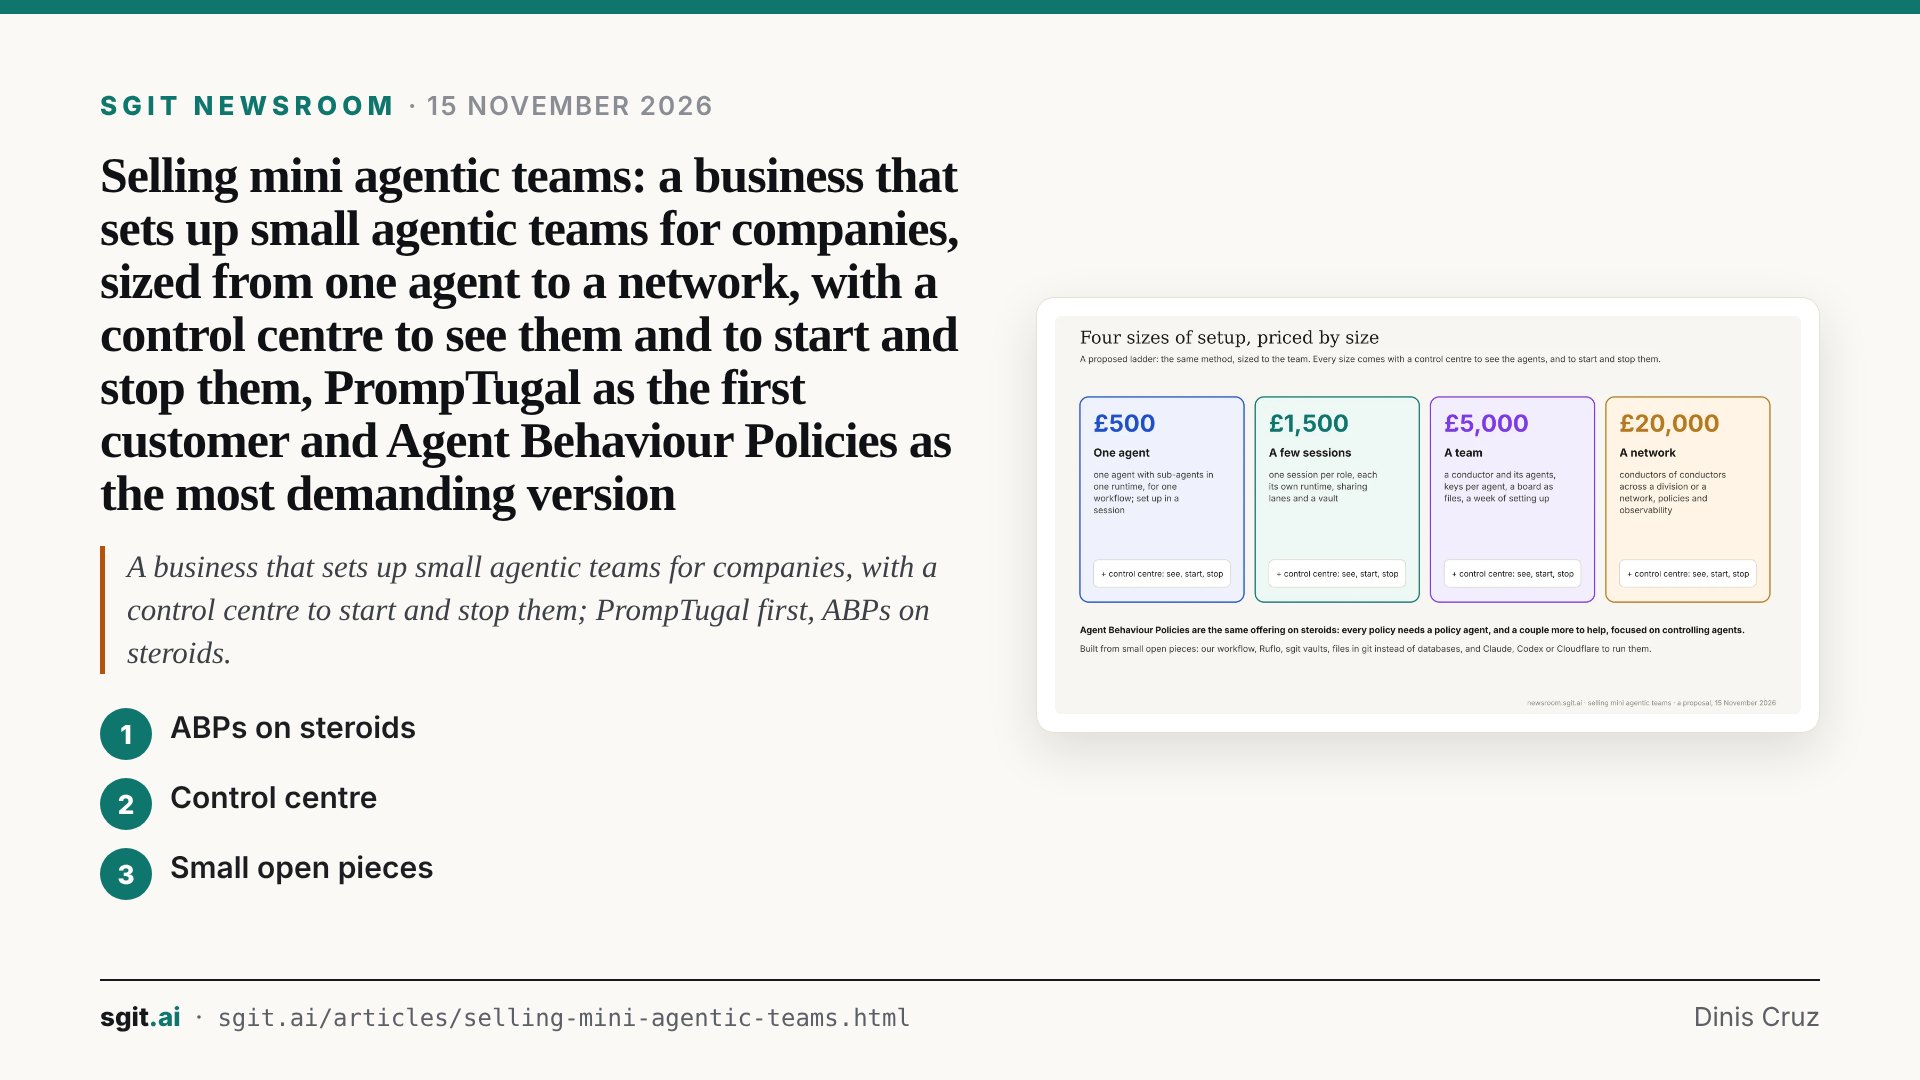 SGIT NEWSROOM · 15 NOVEMBER 2026
Selling mini agentic teams: a business that
sets up small agentic teams for companies,
sized from one agent to a network, with a
control centre to see them and to start and
stop them, PrompTugal as the first
customer and Agent Behaviour Policies as
the most demanding version
A business that sets up small agentic teams for companies, with a
control centre to start and stop them; PrompTugal first, ABPs on
steroids.
1 ABPs on steroids
2 Control centre
3 Small open pieces
Four sizes of setup, priced by size
A proposed ladder: the same method, sized to the team. Every size comes with a control centre to see the agents, and to start and stop them.
£500
One agent
one agent with sub-agents in
one runtime, for one
workflow; set up in a
session
+ control centre: see, start, stop
£1,500
A few sessions
one session per role, each
its own runtime, sharing
lanes and a vault
+ control centre: see, start, stop
£5,000
A team
a conductor and its agents,
keys per agent, a board as
files, a week of setting up
+ control centre: see, start, stop
£20,000
A network
conductors of conductors
across a division or a
network, policies and
observability
+ control centre: see, start, stop
Agent Behaviour Policies are the same offering on steroids: every policy needs a policy agent, and a couple more to help, focused on controlling agents.
Built from small open pieces: our workflow, Ruflo, sgit vaults, files in git instead of databases, and Claude, Codex or Cloudflare to run them.
newsroom.sgit.ai · selling mini agentic teams · a proposal, 15 November 2026
sgit.ai · sgit.ai/articles/selling-mini-agentic-teams.html
Dinis Cruz